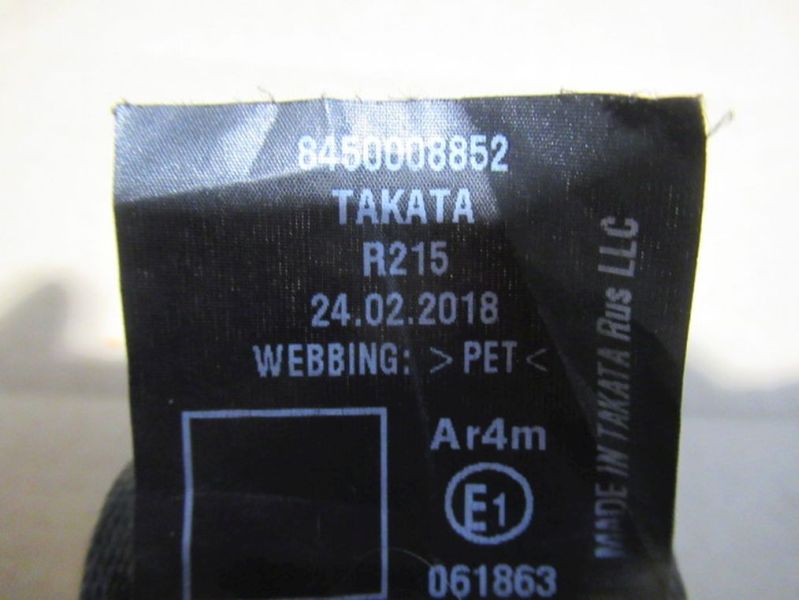 8450008852
TAKATA
R215
24.02.2018
WEBBING: >PET<
Ar4m
E1
061863
MADE IN TAKATA Rus LLC